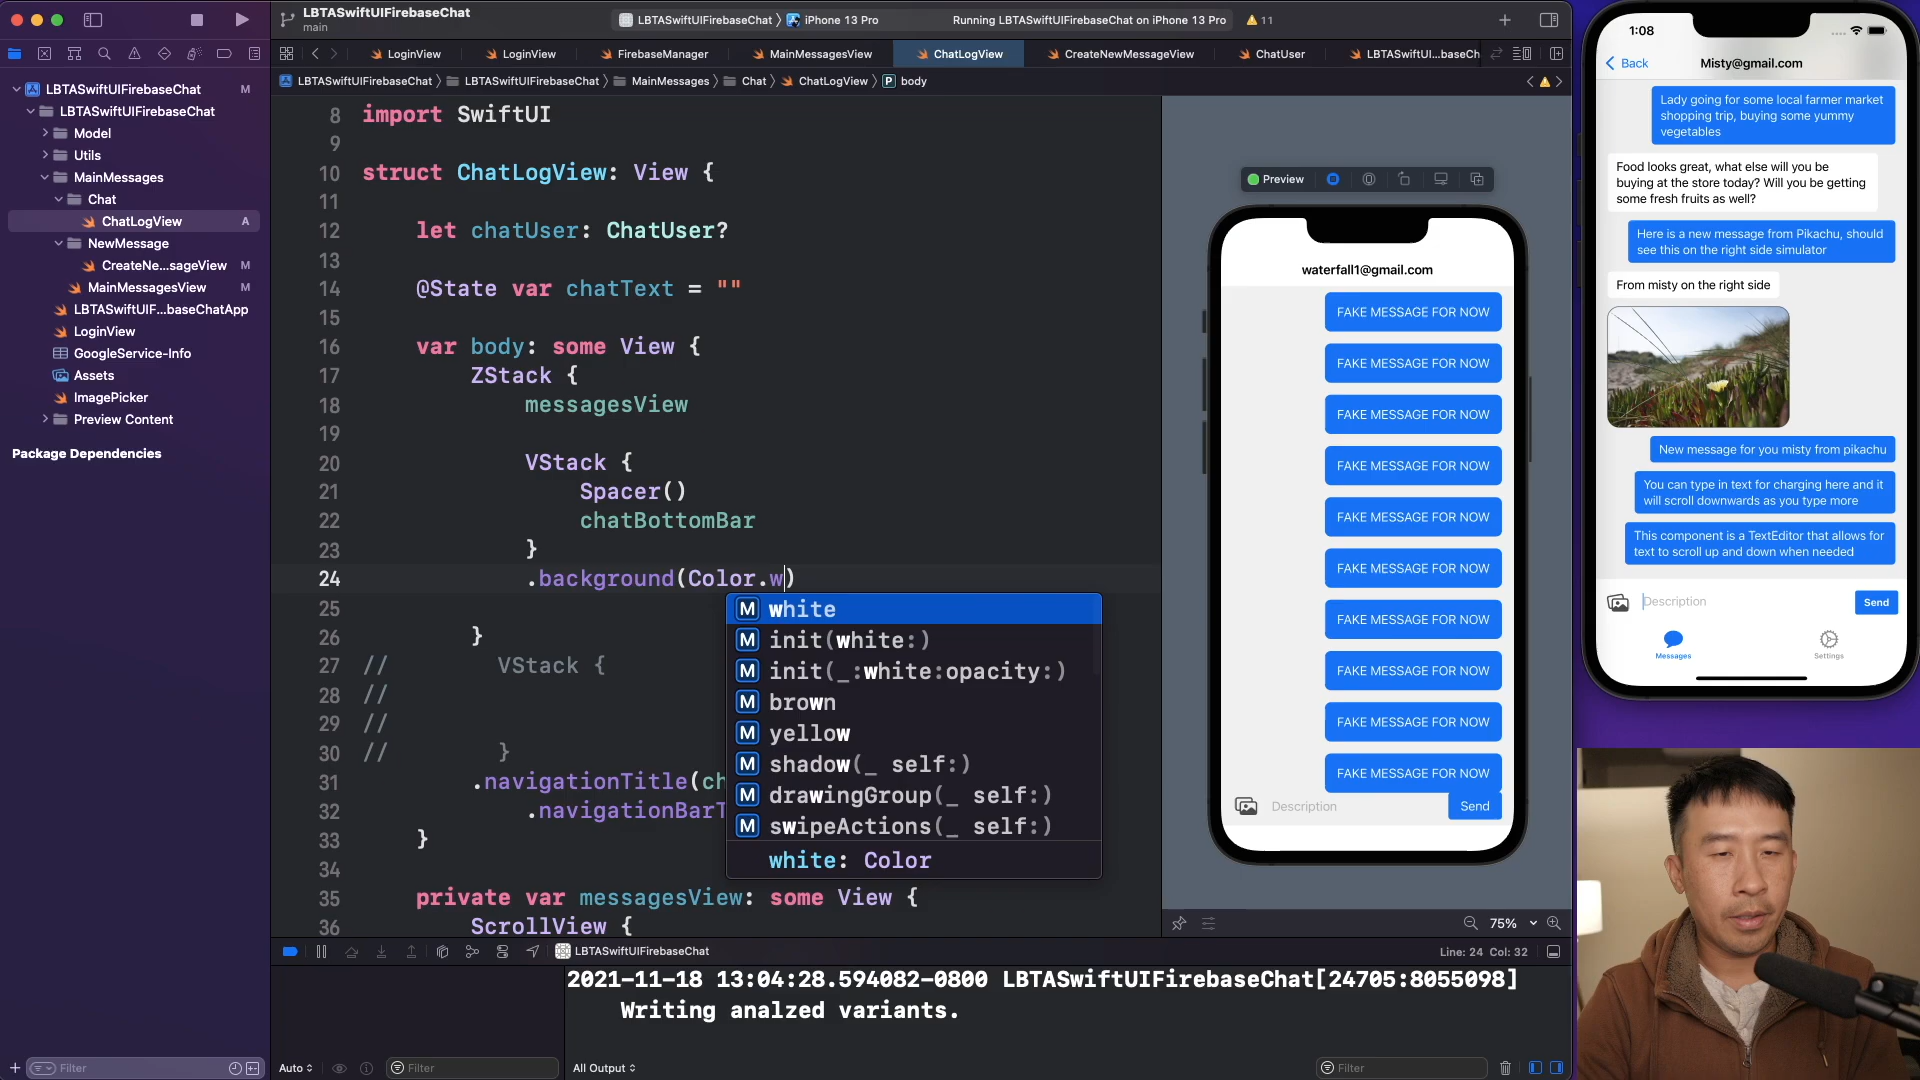 LBTASwiftUIFirebaseChat
main
LBTASwiftUIFirebaseChat
iPhone 13 Pro
Running LBTASwiftUIFirebaseChat on iPhone 13 Pro
11
LoginView
LoginView
FirebaseManager
MainMessagesView
ChatLogView
CreateNewMessageView
ChatUser
LBTASwiftUI...baseCh
LBTASwiftUIFirebaseChat
LBTASwiftUIFirebaseChat
MainMessages
Chat
ChatLogView
P body
LBTASwiftUIFirebaseChat M
LBTASwiftUIFirebaseChat
Model
Utils
MainMessages
Chat
ChatLogView A
NewMessage
CreateNe...sageView M
MainMessagesView M
LBTASwiftUIF...baseChatApp
LoginView
GoogleService-Info
Assets
ImagePicker
Preview Content
Package Dependencies
Filter
8 import SwiftUI
9
10 struct ChatLogView: View {
11
12 let chatUser: ChatUser?
13
14 @State var chatText = ""
15
16 var body: some View {
17 ZStack {
18 messagesView
19
20 VStack {
21 Spacer()
22 chatBottomBar
23 }
24 .background(Color.w)
25
26 }
27 // VStack {
28 //
29 //
30 // }
31 .navigationTitle(ch
32 .navigationBarT
33 }
34
35 private var messagesView: some View {
36 ScrollView {
M white
M init(white:)
M init(_:white:opacity:)
M brown
M yellow
M shadow(_ self:)
M drawingGroup(_ self:)
M swipeActions(_ self:)
white: Color
Preview
waterfall1@gmail.com
FAKE MESSAGE FOR NOW
FAKE MESSAGE FOR NOW
FAKE MESSAGE FOR NOW
FAKE MESSAGE FOR NOW
FAKE MESSAGE FOR NOW
FAKE MESSAGE FOR NOW
FAKE MESSAGE FOR NOW
FAKE MESSAGE FOR NOW
FAKE MESSAGE FOR NOW
FAKE MESSAGE FOR NOW
Description
Send
75%
LBTASwiftUIFirebaseChat
Line: 24 Col: 32
2021-11-18 13:04:28.594082-0800 LBTASwiftUIFirebaseChat[24705:8055098]
Writing analzed variants.
Auto
Filter
All Output
Filter
1:08
Back
Misty@gmail.com
Lady going for some local farmer market
shopping trip, buying some yummy
vegetables
Food looks great, what else will you be
buying at the store today? Will you be getting
some fresh fruits as well?
Here is a new message from Pikachu, should
see this on the right side simulator
From misty on the right side
New message for you misty from pikachu
You can type in text for charging here and it
will scroll downwards as you type more
This component is a TextEditor that allows for
text to scroll up and down when needed
Description
Send
Messages
Settings